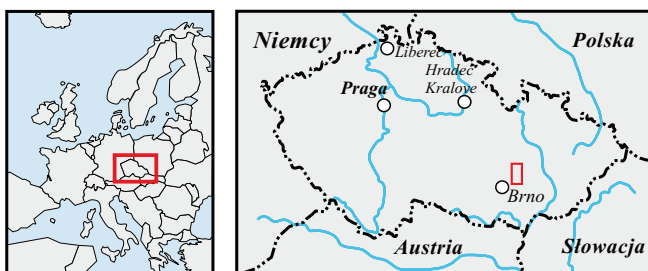 Niemcy
Polska
Liberec
Hradec
Kralove
Praga
Brno
Austria
Słowacja